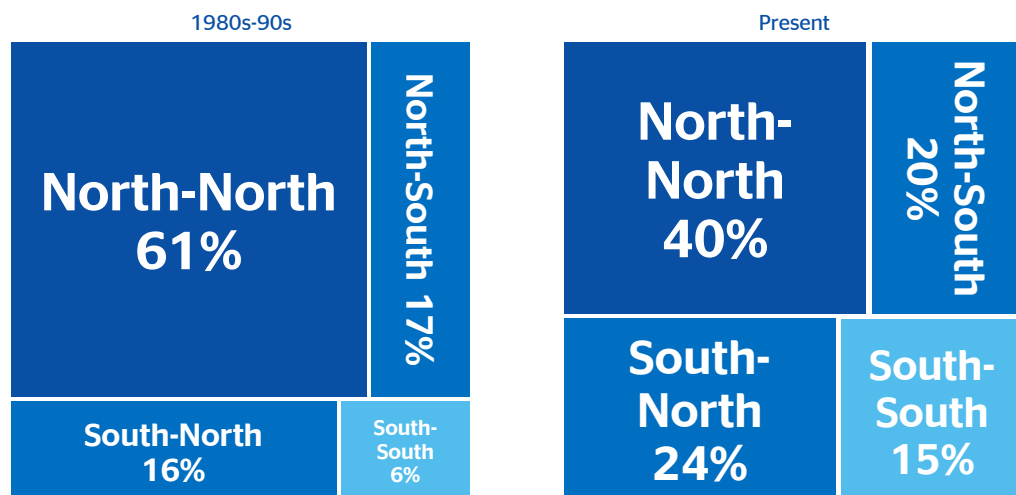 1980s-90s
North-North
61%
North-South 17%
South-North
16%
South-
South
6%
Present
North-
North
40%
North-South
20%
South-
North
24%
South-
South
15%